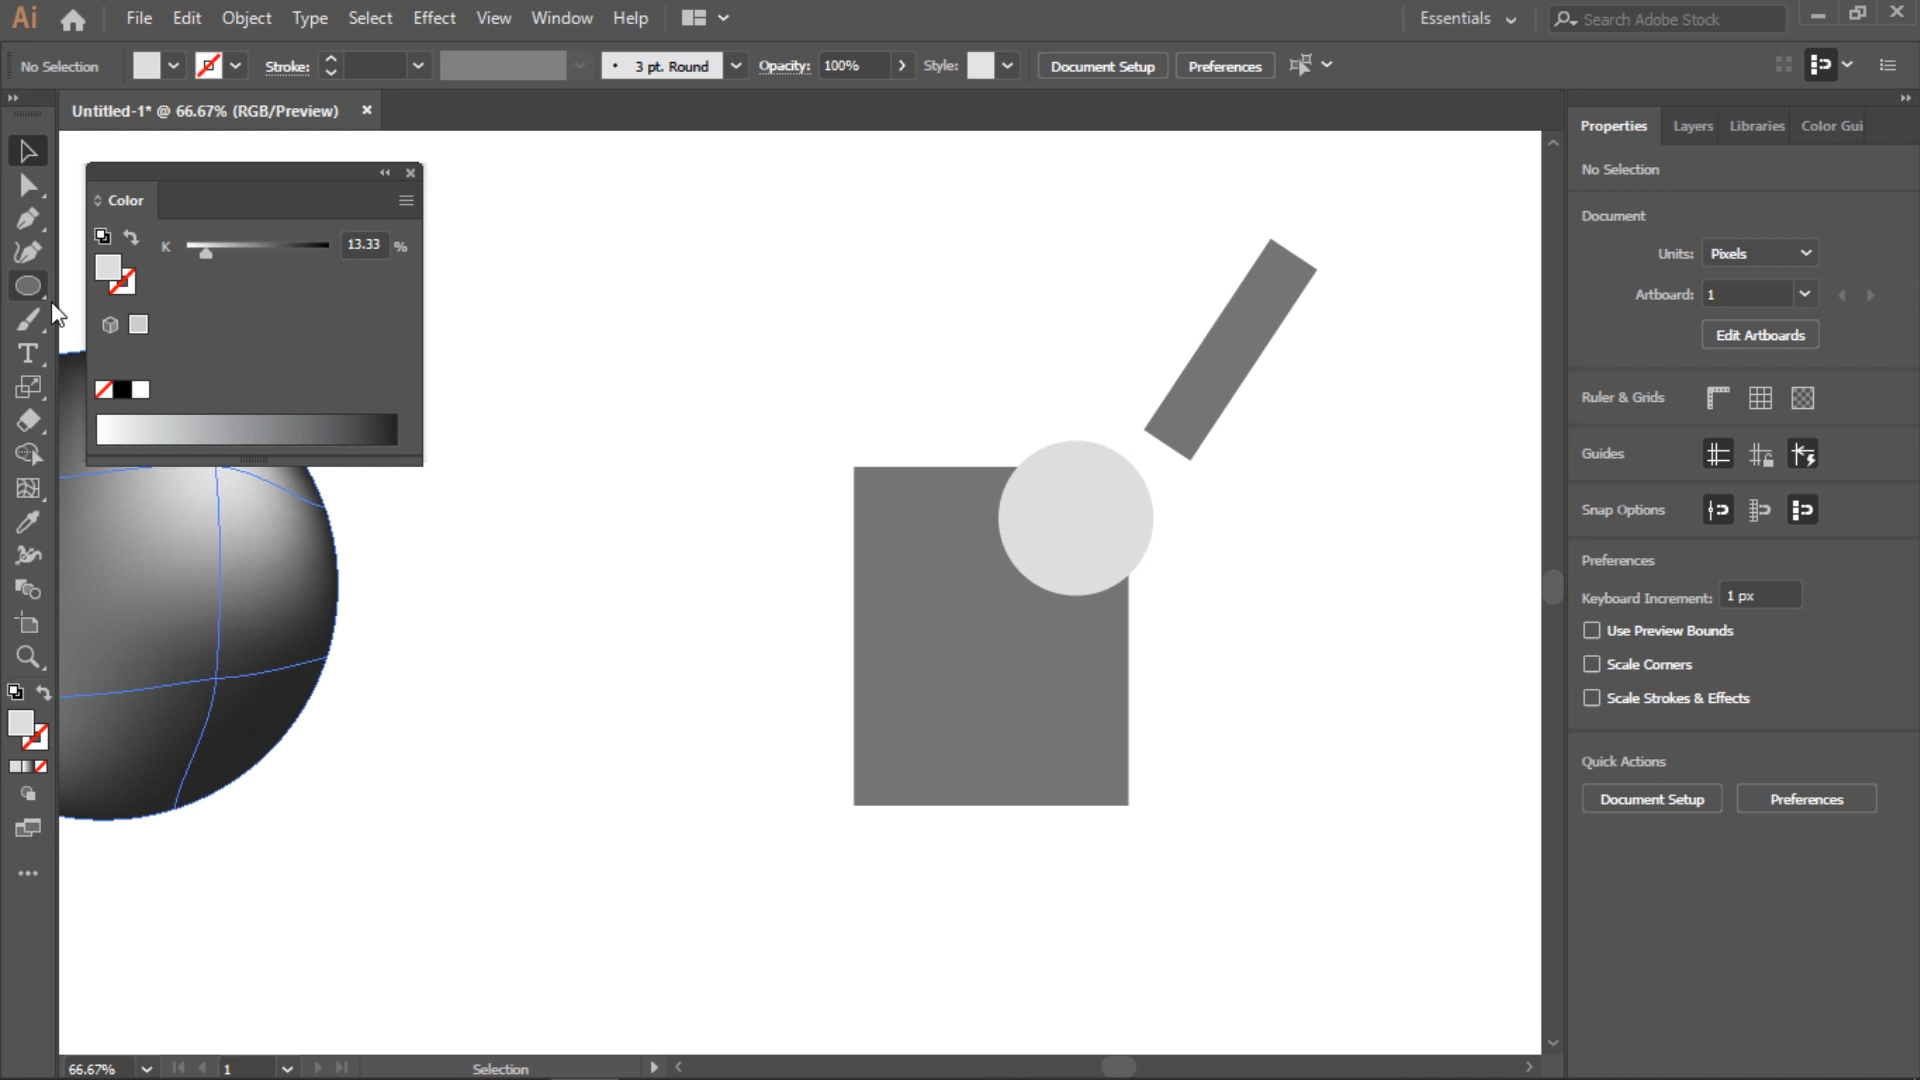 Ai File Edit Object Type Select Effect View Window Help Essentials Search Adobe Stock
No Selection Stroke: 3 pt. Round Opacity: 100% Style: Document Setup Preferences
Untitled-1* @ 66.67% (RGB/Preview)
Properties Layers Libraries Color Gui
No Selection
Color
K 13.33 %
T
Document
Units: Pixels
Artboard: 1
Edit Artboards
Ruler & Grids
Guides
Snap Options
Preferences
Keyboard Increment: 1 px
Use Preview Bounds
Scale Corners
Scale Strokes & Effects
Quick Actions
Document Setup Preferences
66.67% 1 Selection